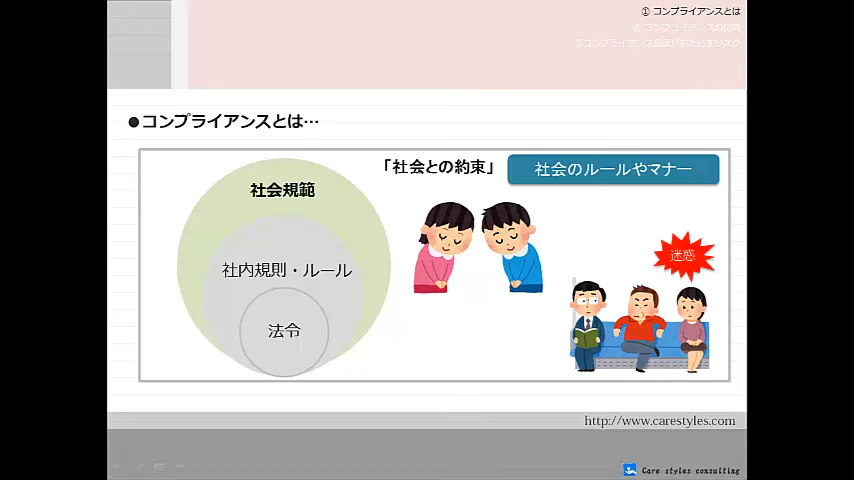 ① コンプライアンスとは
② コンプライアンスの目的
③コンプライアンス違反がもたらすリスク
●コンプライアンスとは…
「社会との約束」
社会のルールやマナー
社会規範
社内規則・ルール
法令
迷惑
http://www.carestyles.com
Care styles consulting